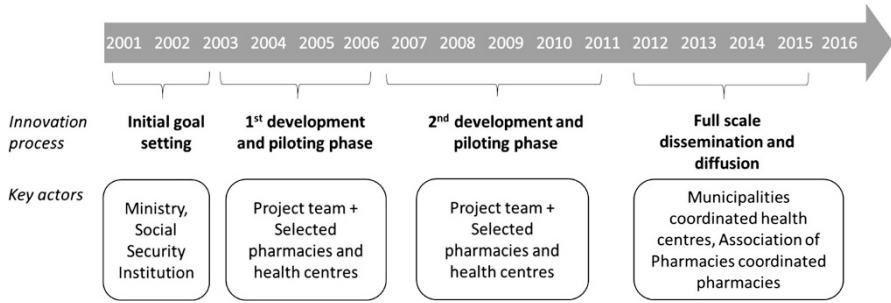 2001 2002 2003 2004 2005 2006 2007 2008 2009 2010 2011 2012 2013 2014 2015 2016
Innovation process
Initial goal setting
1st development and piloting phase
2nd development and piloting phase
Full scale dissemination and diffusion
Key actors
Ministry,
Social
Security
Institution
Project team +
Selected
pharmacies and
health centres
Project team +
Selected
pharmacies and
health centres
Municipalities
coordinated health
centres, Association of
Pharmacies coordinated
pharmacies